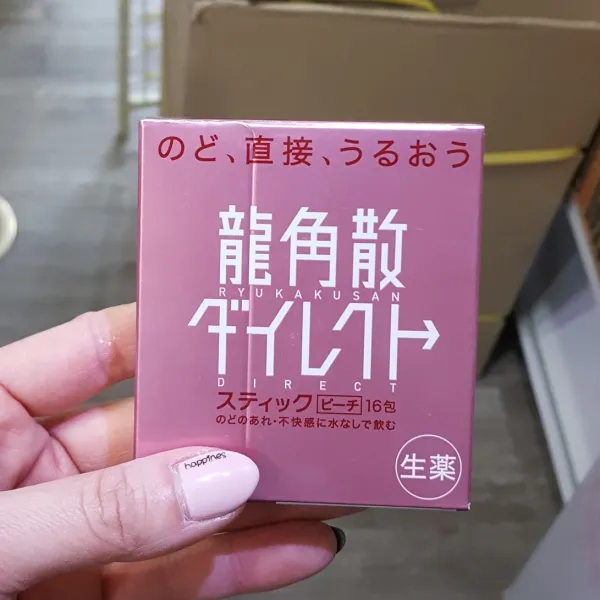 のど、直接、うるおう
龍角散
RYUKAKUSAN
ダイレクト
DIRECT
スティック ピーチ 16包
のどのあれ・不快感に水なしで飲む
生薬
happines